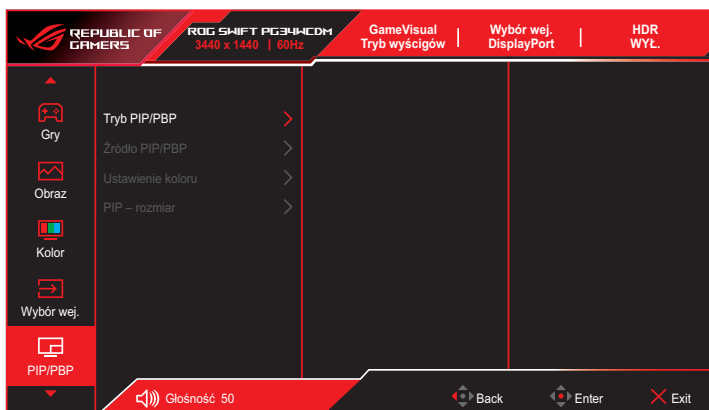 REPUBLIC OF
GAMERS
ROG SWIFT PG34WCDM
3440 x 1440 | 60Hz
GameVisual
Tryb wyścigów
Wybór wej.
DisplayPort
HDR
WYŁ.
Gry
Obraz
Kolor
Wybór wej.
PIP/PBP
Tryb PIP/PBP
Źródło PIP/PBP
Ustawienie koloru
PIP – rozmiar
Głośność 50
Back
Enter
Exit